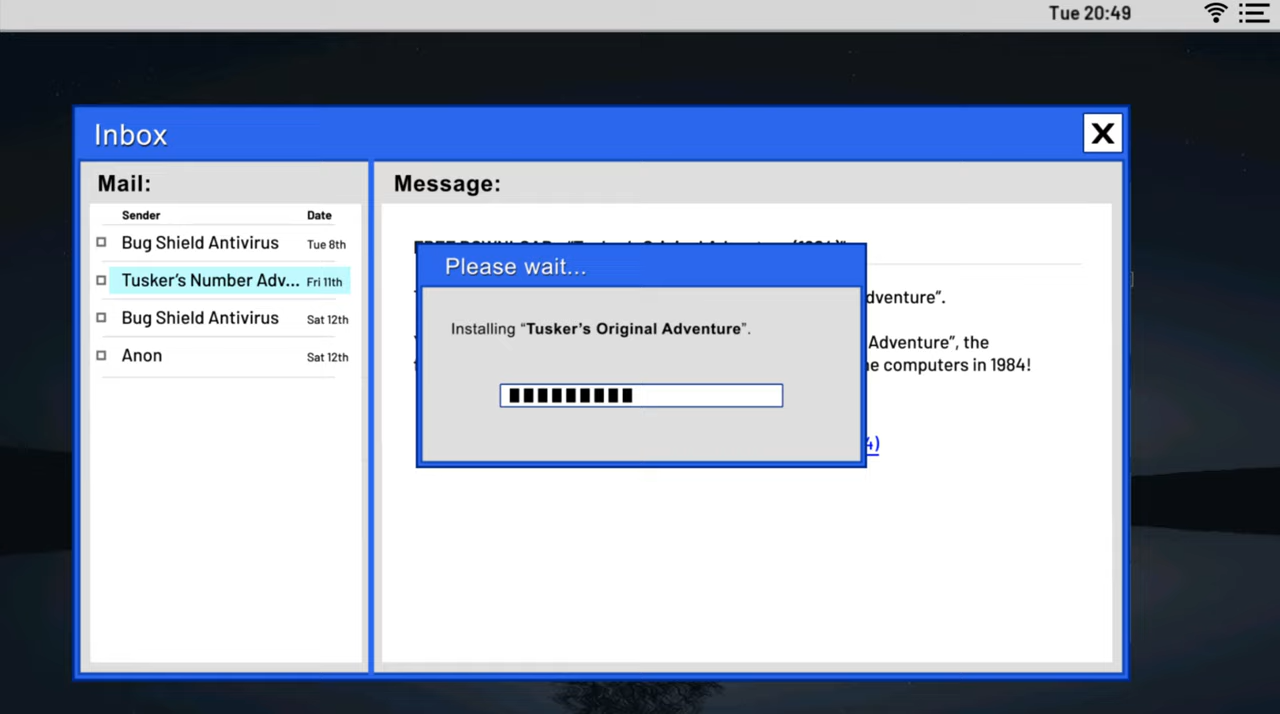 Tue 20:49
Inbox
X
Mail:
Message:
Sender Date
Bug Shield Antivirus Tue 8th
Tusker's Number Adv... Fri 11th
Bug Shield Antivirus Sat 12th
Anon Sat 12th
Please wait...
dventure".
Installing “Tusker’s Original Adventure”.
Adventure", the
e computers in 1984!
4)